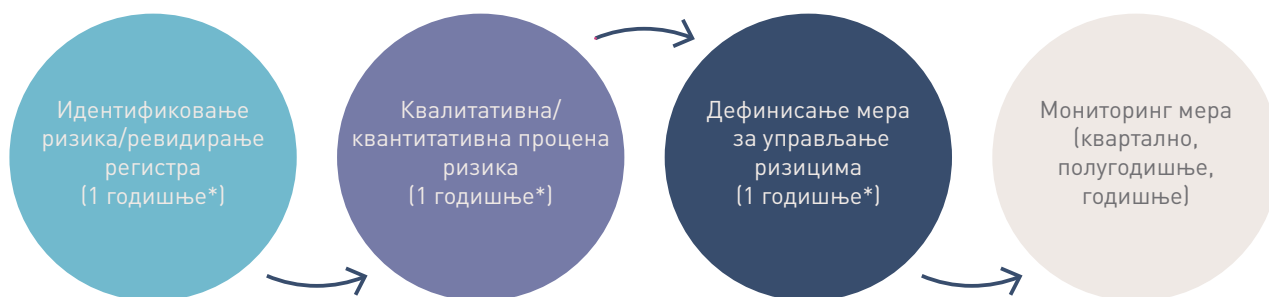 Идентификовање
ризика/ревидирање
регистра
(1 годишње*)
Квалитативна/
квантитативна процена
ризика
(1 годишње*)
Дефинисање мера
за управљање
ризицима
(1 годишње*)
Мониторинг мера
(квартално,
полугодишње,
годишње)